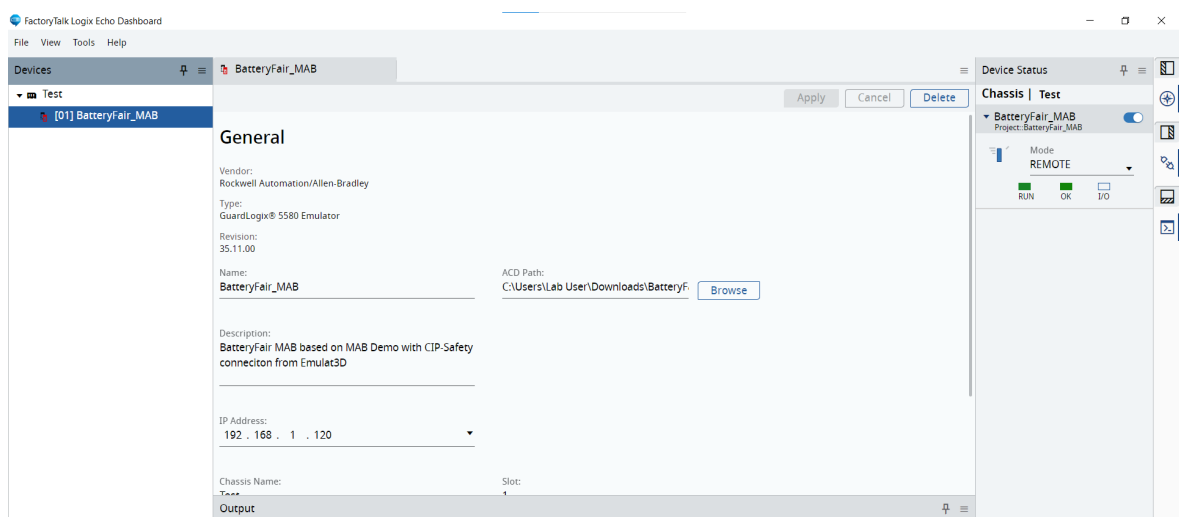 FactoryTalk Logix Echo Dashboard
File View Tools Help
Devices
Test
[01] BatteryFair_MAB
BatteryFair_MAB
Apply Cancel Delete
General
Vendor:
Rockwell Automation/Allen-Bradley
Type:
GuardLogix® 5580 Emulator
Revision:
35.11.00
Name:
BatteryFair_MAB
ACD Path:
C:\Users\Lab User\Downloads\BatteryF
Browse
Description:
BatteryFair MAB based on MAB Demo with CIP-Safety
conneciton from Emulat3D
IP Address:
192 . 168 . 1 . 120
Chassis Name:
Test
Slot:
1
Output
Device Status
Chassis | Test
BatteryFair_MAB
Project::BatteryFair_MAB
Mode
REMOTE
RUN OK I/O